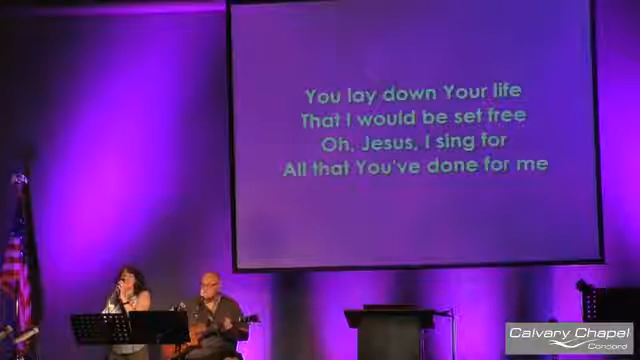 You lay down Your life
That I would be set free
Oh, Jesus, I sing for
All that You've done for me
Calvary Chapel
Concord